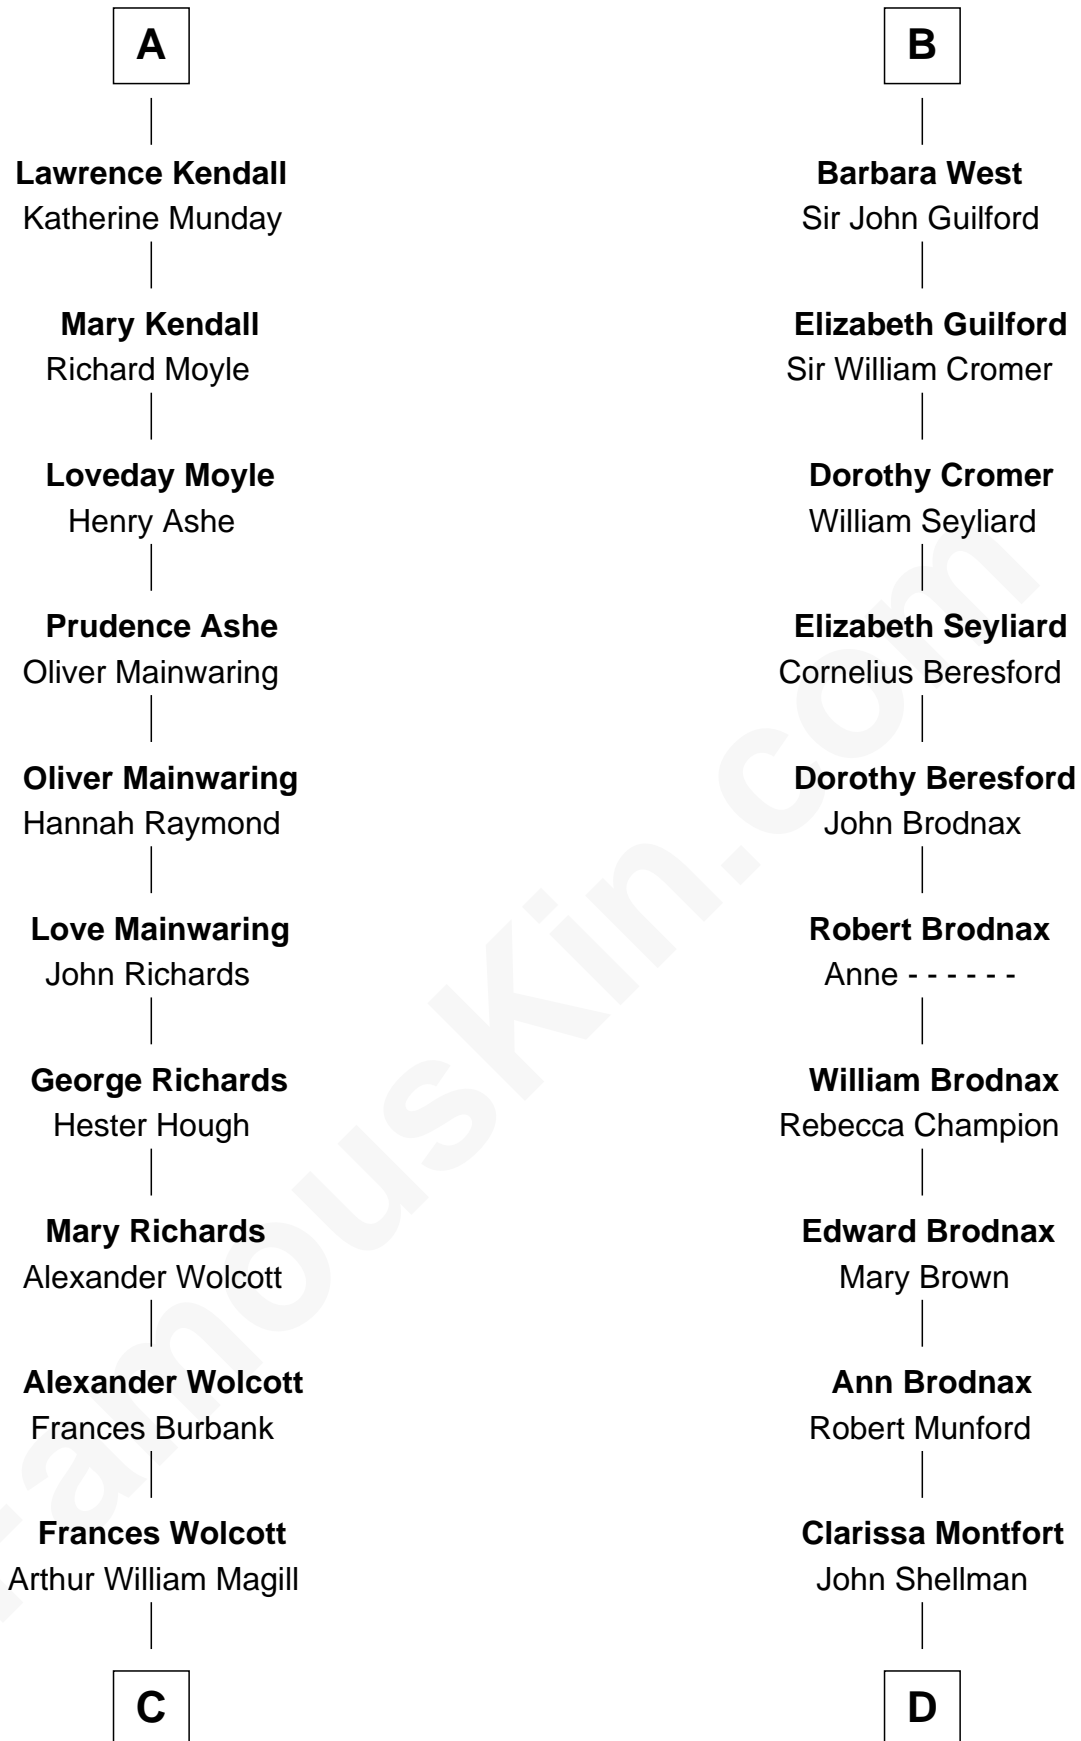 A
Lawrence Kendall
Katherine Munday
Mary Kendall
Richard Moyle
Loveday Moyle
Henry Ashe
Prudence Ashe
Oliver Mainwaring
Oliver Mainwaring
Hannah Raymond
Love Mainwaring
John Richards
George Richards
Hester Hough
Mary Richards
Alexander Wolcott
Alexander Wolcott
Frances Burbank
Frances Wolcott
Arthur William Magill
C
B
Barbara West
Sir John Guilford
Elizabeth Guilford
Sir William Cromer
Dorothy Cromer
William Seyliard
Elizabeth Seyliard
Cornelius Beresford
Dorothy Beresford
John Brodnax
Robert Brodnax
Anne - - - - - -
William Brodnax
Rebecca Champion
Edward Brodnax
Mary Brown
Ann Brodnax
Robert Munford
Clarissa Montfort
John Shellman
D
FamousKin.com